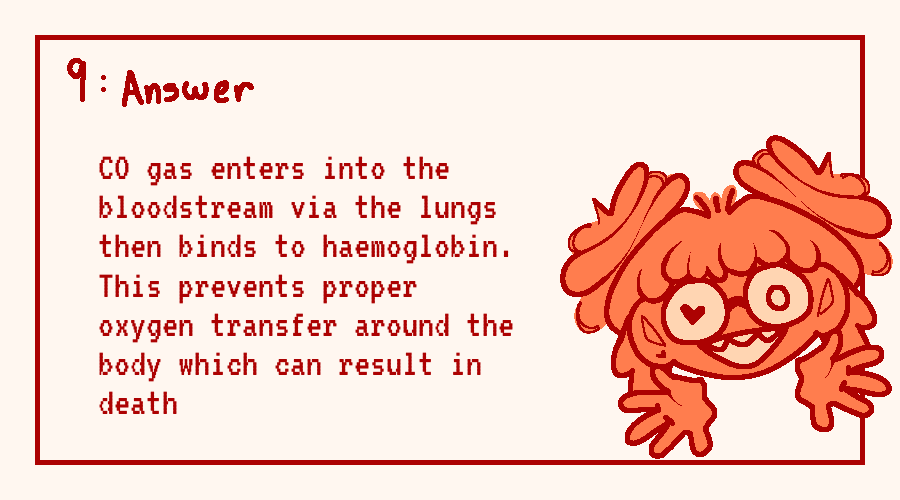 9: Answer
CO gas enters into the
bloodstream via the lungs
then binds to haemoglobin.
This prevents proper
oxygen transfer around the
body which can result in
death